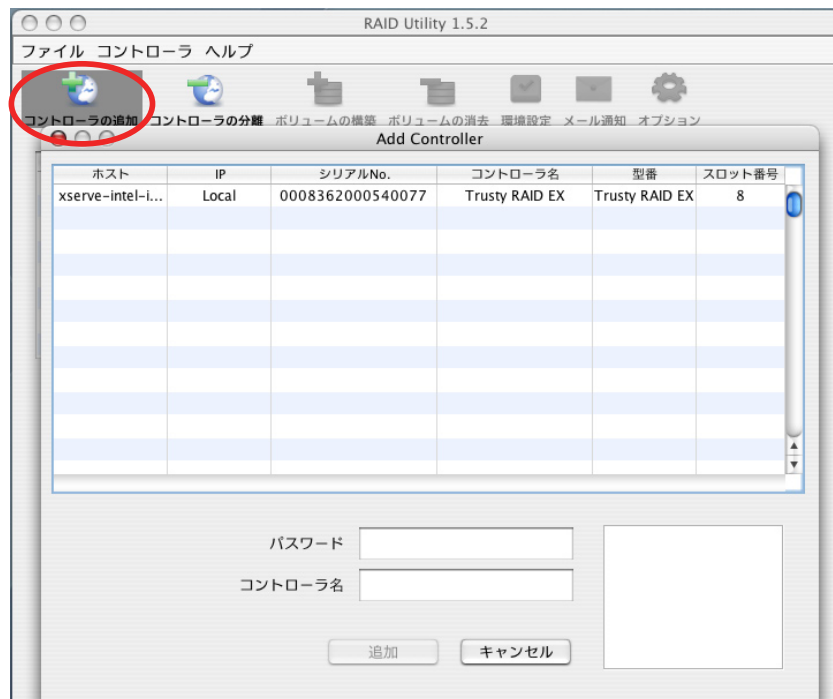 RAID Utility 1.5.2
ファイル コントローラ ヘルプ
コントローラの追加 コントローラの分離 ボリュームの構築 ボリュームの消去 環境設定 メール通知 オプション
Add Controller
ホスト IP シリアルNo. コントローラ名 型番 スロット番号
xserve-intel-i... Local 0008362000540077 Trusty RAID EX Trusty RAID EX 8
パスワード
コントローラ名
追加 キャンセル